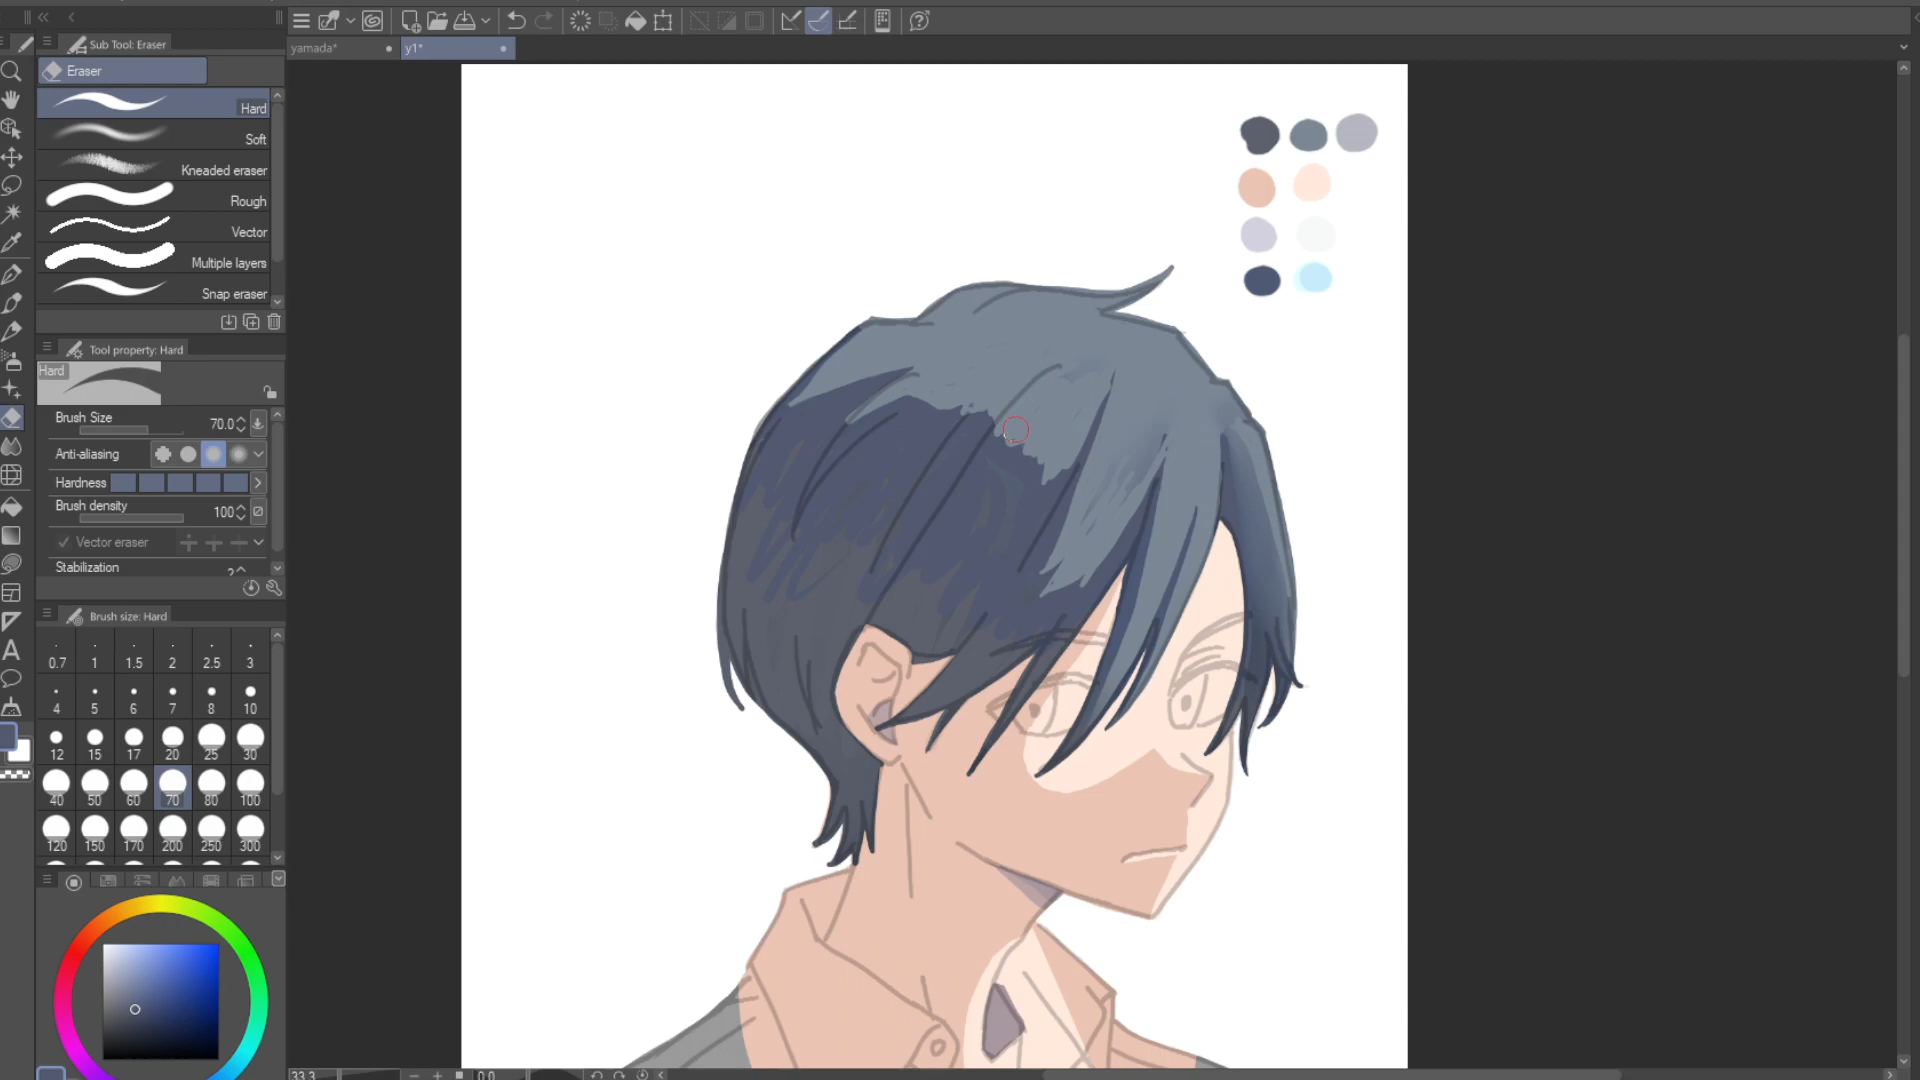 Sub Tool: Eraser
yamada*
y1*
Eraser
Hard
Soft
Kneaded eraser
Rough
Vector
Multiple layers
Snap eraser
Tool property: Hard
Hard
Brush Size 70.0
Anti-aliasing
Hardness
Brush density 100
Vector eraser
Stabilization
Brush size: Hard
0.7 1 1.5 2 2.5 3
4 5 6 7 8 10
12 15 17 20 25 30
40 50 60 70 80 100
120 150 170 200 250 300
33.3 0.0